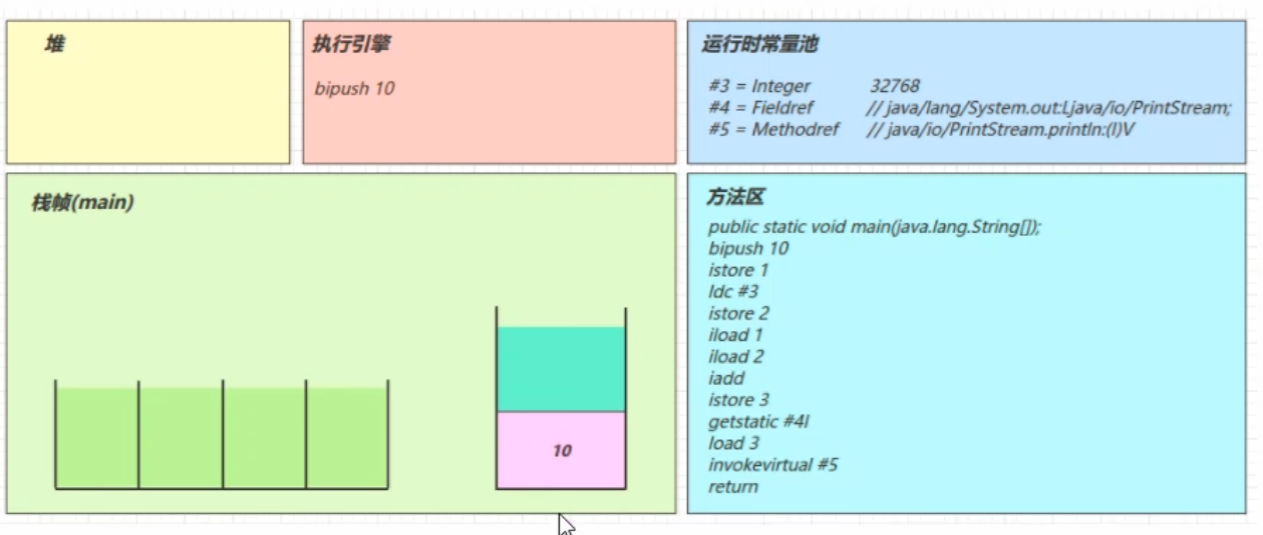 堆
执行引擎
bipush 10
运行时常量池
#3 = Integer 32768
#4 = Fieldref // java/lang/System.out:Ljava/io/PrintStream;
#5 = Methodref // java/io/PrintStream.println:(I)V
栈帧(main)
10
方法区
public static void main(java.lang.String[]);
bipush 10
istore 1
ldc #3
istore 2
iload 1
iload 2
iadd
istore 3
getstatic #4I
load 3
invokevirtual #5
return